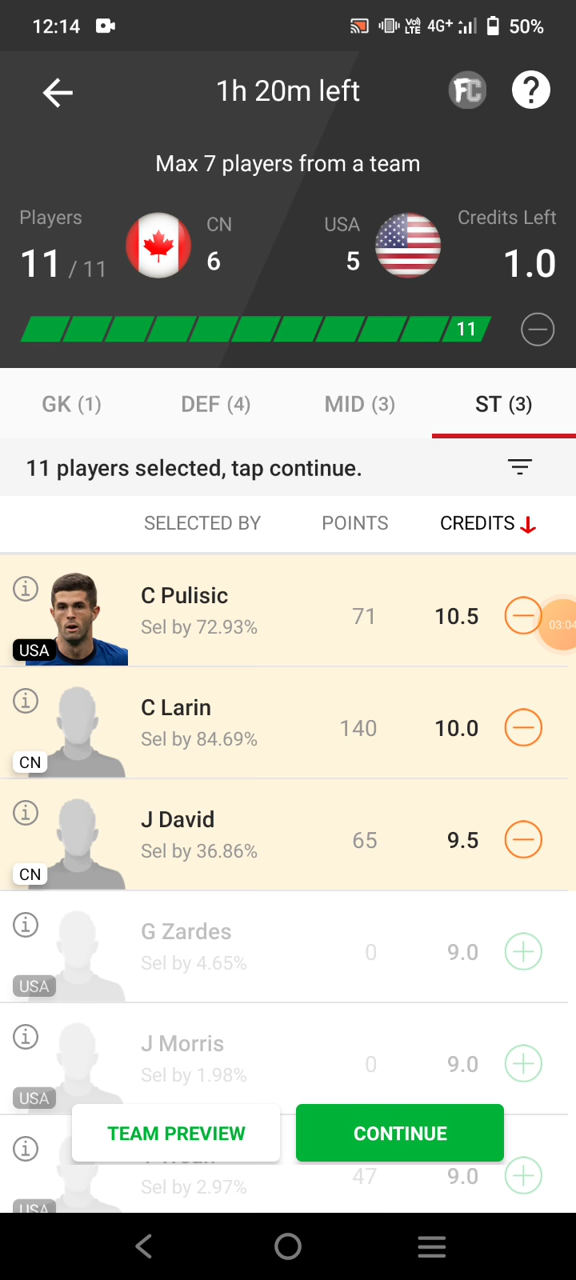 12:14 Vo) LTE 4G+ 50%
1h 20m left FC ?
Max 7 players from a team
Players CN USA Credits Left
11 / 11 6 5 1.0
11
GK (1) DEF (4) MID (3) ST (3)
11 players selected, tap continue.
SELECTED BY POINTS CREDITS
C Pulisic
Sel by 72.93% 71 10.5
USA
03:04
C Larin
Sel by 84.69% 140 10.0
CN
J David
Sel by 36.86% 65 9.5
CN
G Zardes
Sel by 4.65% 0 9.0
USA
J Morris
Sel by 1.98% 0 9.0
USA
TEAM PREVIEW CONTINUE
Sel by 2.97% 47 9.0
USA